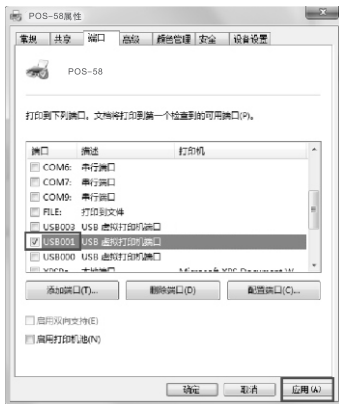 POS-58属性
常规 共享 端口 高级 颜色管理 安全 设备设置
POS-58
打印到下列端口。文档将打印到第一个检查到的可用端口(P)。
端口 描述 打印机
COM6: 串行端口
COM7: 串行端口
COM9: 串行端口
FILE: 打印到文件
USB003 USB 虚拟打印机端口
USB001 USB 虚拟打印机端口
USB000 USB 虚拟打印机端口
XPSPo 本地端口 Microsoft XPS Document W
添加端口(T)... 删除端口(D) 配置端口(C)...
启用双向支持(E)
启用打印机池(N)
确定 取消 应用(A)